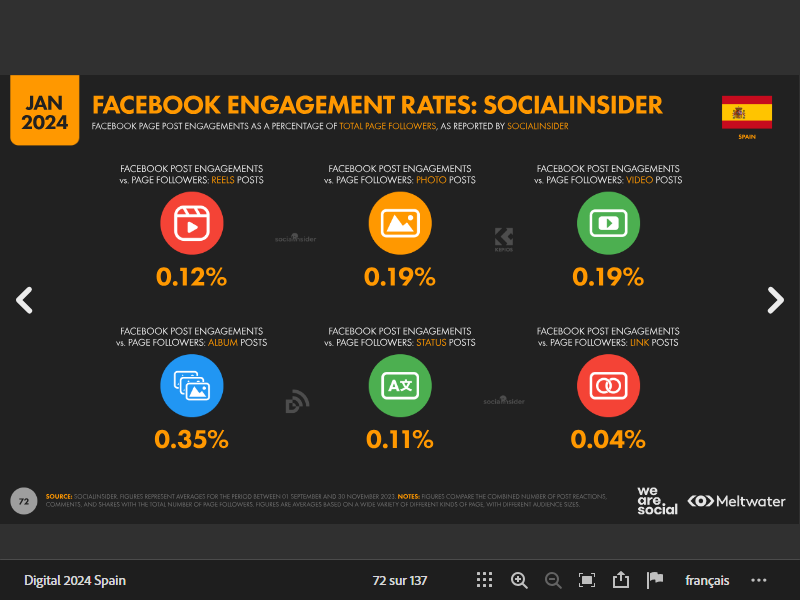 JAN
2024
FACEBOOK ENGAGEMENT RATES: SOCIALINSIDER
FACEBOOK PAGE POST ENGAGEMENTS AS A PERCENTAGE OF TOTAL PAGE FOLLOWERS, AS REPORTED BY SOCIALINSIDER
SPAIN
FACEBOOK POST ENGAGEMENTS
vs. PAGE FOLLOWERS: REELS POSTS
0.12%
FACEBOOK POST ENGAGEMENTS
vs. PAGE FOLLOWERS: PHOTO POSTS
0.19%
FACEBOOK POST ENGAGEMENTS
vs. PAGE FOLLOWERS: VIDEO POSTS
0.19%
socialinsider
KEPIOS
FACEBOOK POST ENGAGEMENTS
vs. PAGE FOLLOWERS: ALBUM POSTS
0.35%
FACEBOOK POST ENGAGEMENTS
vs. PAGE FOLLOWERS: STATUS POSTS
A文
0.11%
FACEBOOK POST ENGAGEMENTS
vs. PAGE FOLLOWERS: LINK POSTS
0.04%
socialinsider
72
SOURCE: SOCIALINSIDER. FIGURES REPRESENT AVERAGES FOR THE PERIOD BETWEEN 01 SEPTEMBER AND 30 NOVEMBER 2023. NOTES: FIGURES COMPARE THE COMBINED NUMBER OF POST REACTIONS,
COMMENTS, AND SHARES WITH THE TOTAL NUMBER OF PAGE FOLLOWERS. FIGURES ARE AVERAGES BASED ON A WIDE VARIETY OF DIFFERENT KINDS OF PAGE, WITH DIFFERENT AUDIENCE SIZES.
we
are
social
Meltwater
Digital 2024 Spain
72 sur 137
français